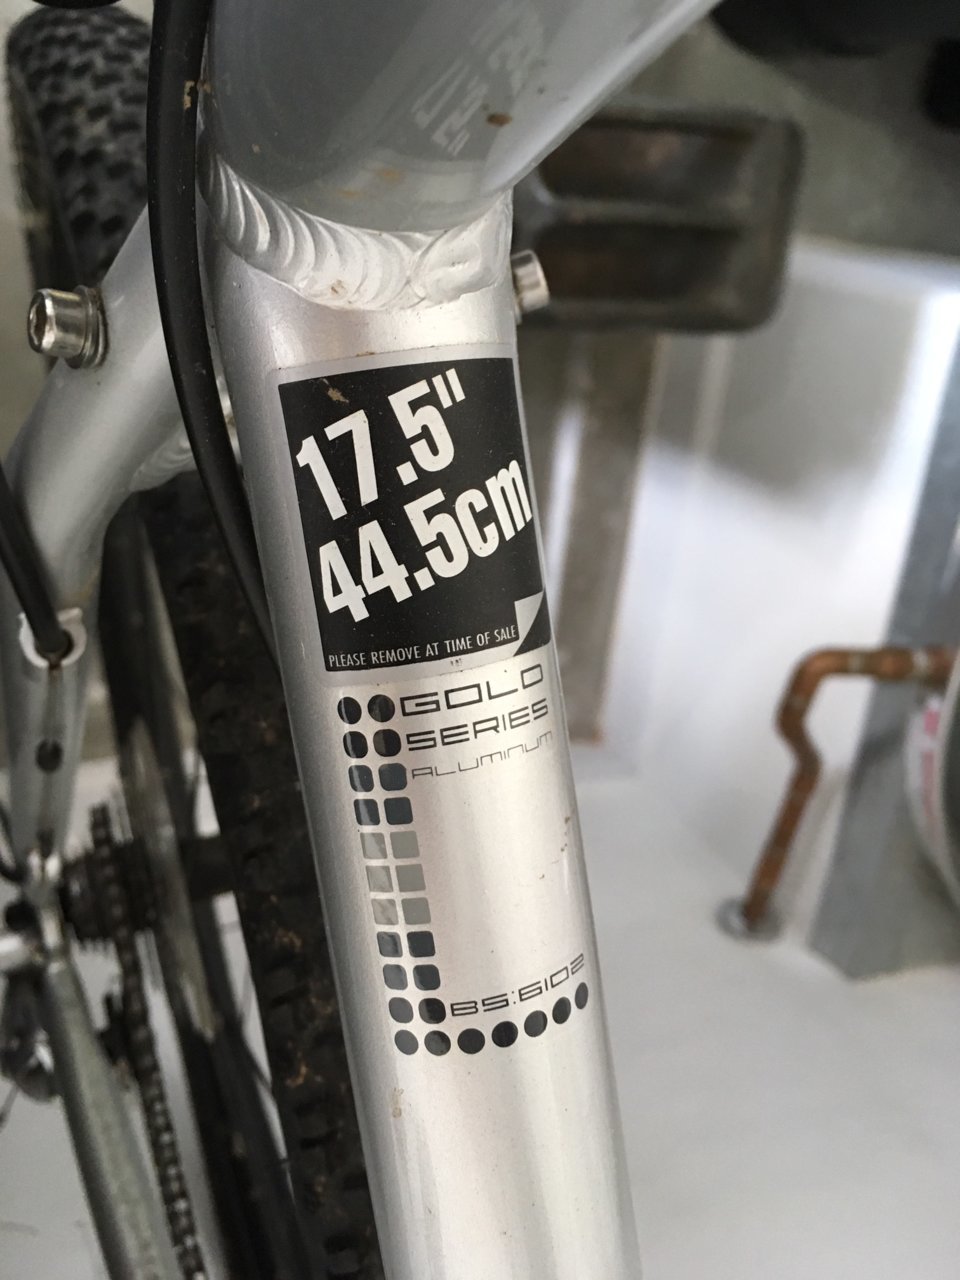 17.5"
44.5cm
PLEASE REMOVE AT TIME OF SALE
GOLD
SERIES
ALUMINUM
BS:6102